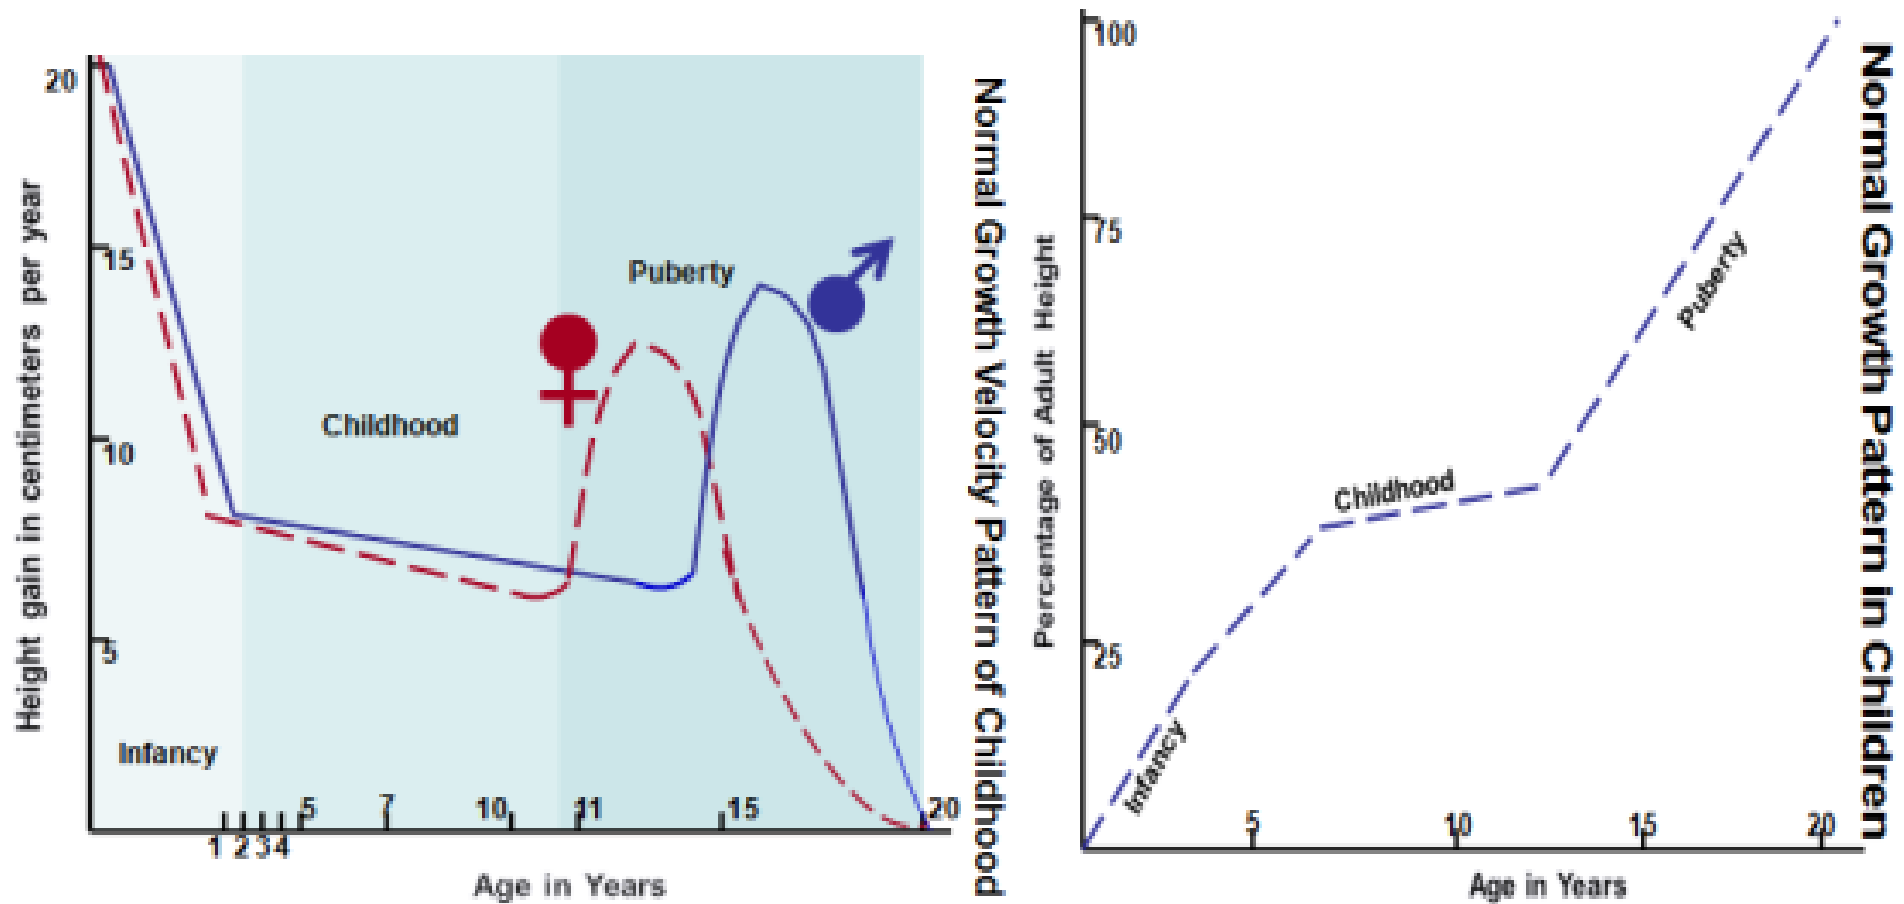 Height gain in centimeters per year
20
15
10
5
Infancy
Childhood
Puberty
1 2 3 4
5
7
10
11
15
20
Age in Years
Normal Growth Velocity Pattern of Childhood
Percentage of Adult Height
100
75
50
25
Infancy
Childhood
Puberty
5
10
15
20
Age in Years
Normal Growth Pattern in Children